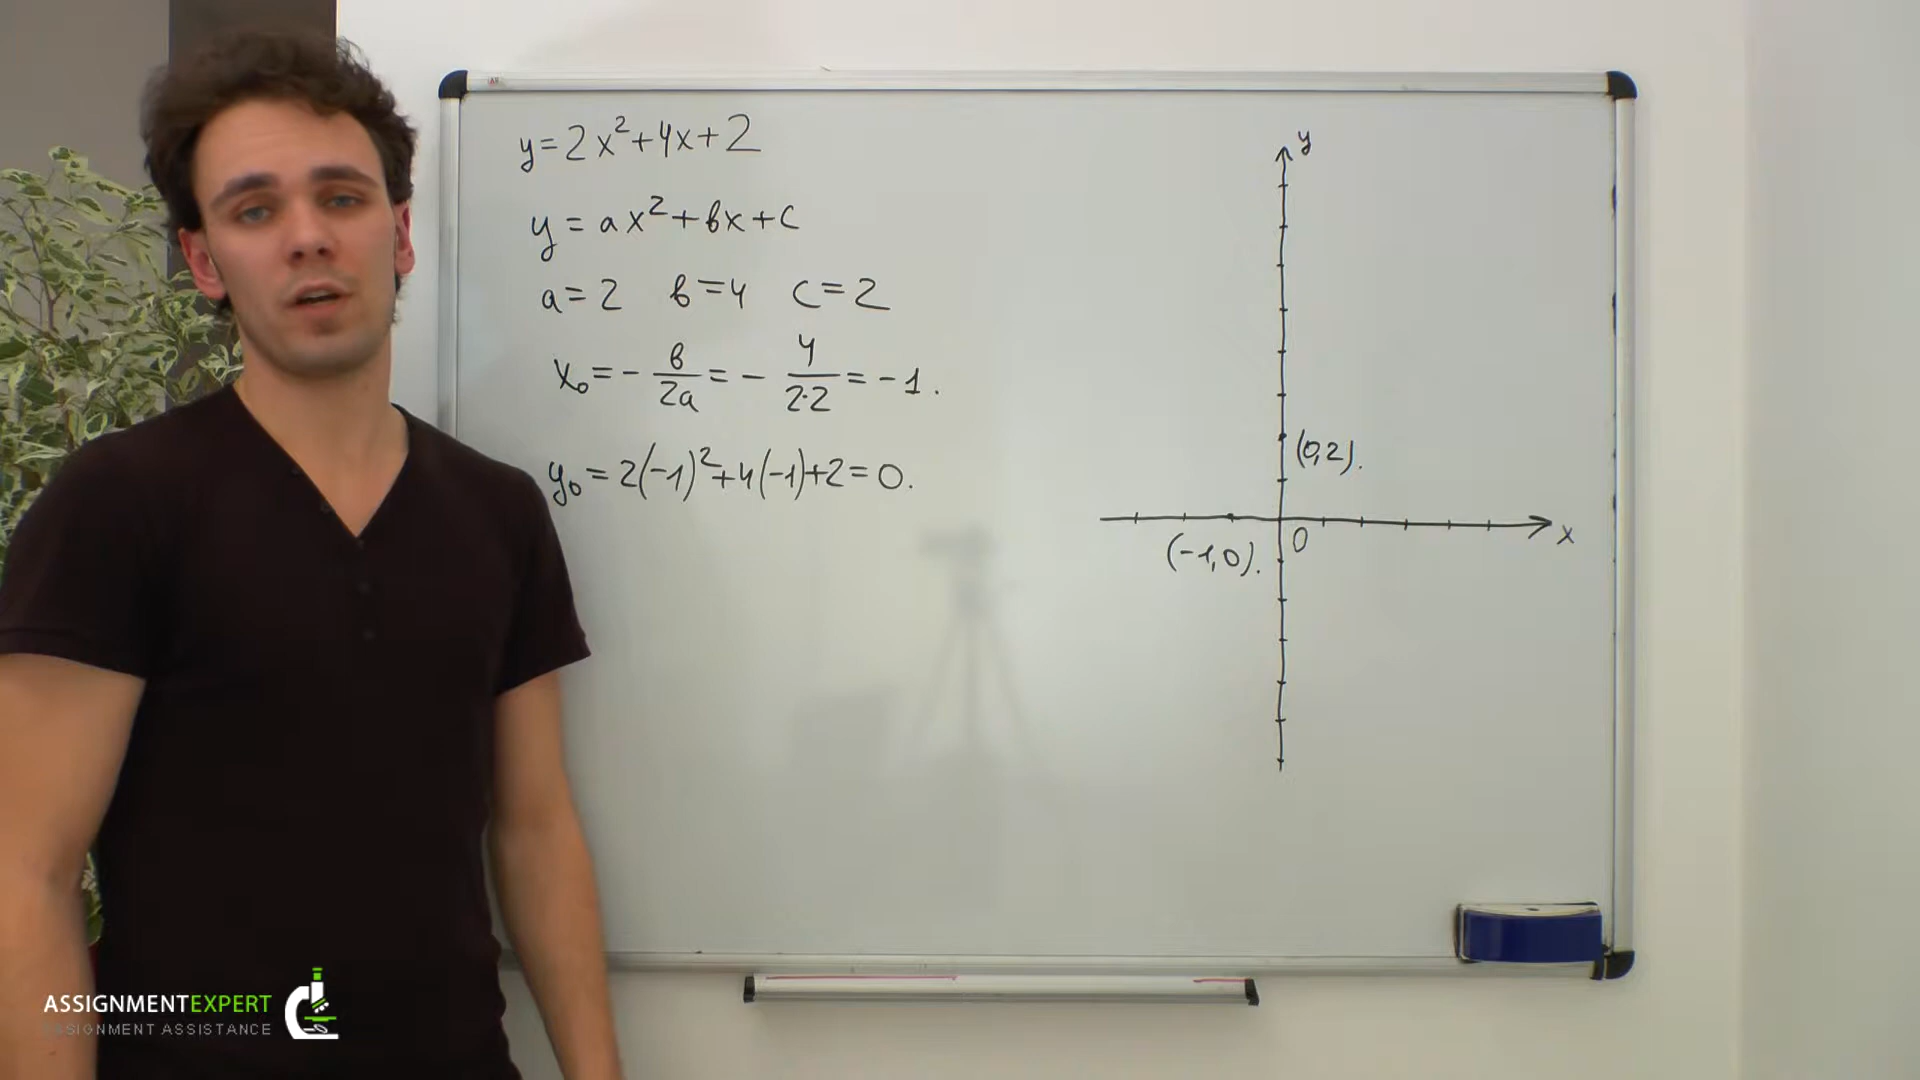 y=2x²+4x+2
y=ax²+bx+c
a=2 b=4 c=2
x₀=-b/2a=-4/2·2=-1.
y₀=2(-1)²+4(-1)+2=0.
y
(0,2).
x
0
(-1,0).
ASSIGNMENTEXPERT
ASSIGNMENT ASSISTANCE